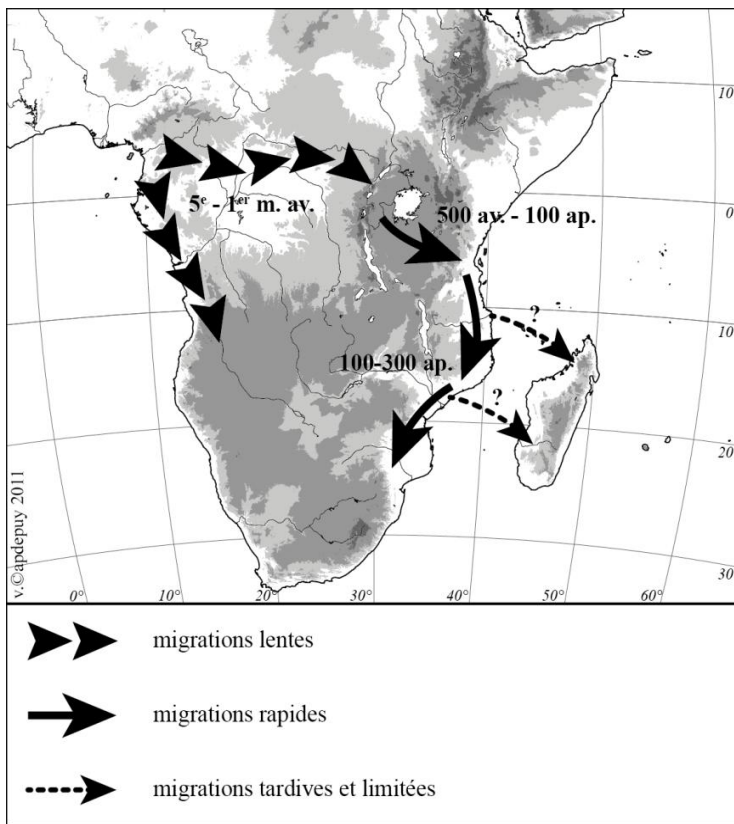 10
5e - 1er m. av.
500 av. - 100 ap.
0
?
10
100-300 ap.
?
20
v.©apdepuy 2011
30
0° 10° 20° 30° 40° 50° 60°
migrations lentes
migrations rapides
migrations tardives et limitées